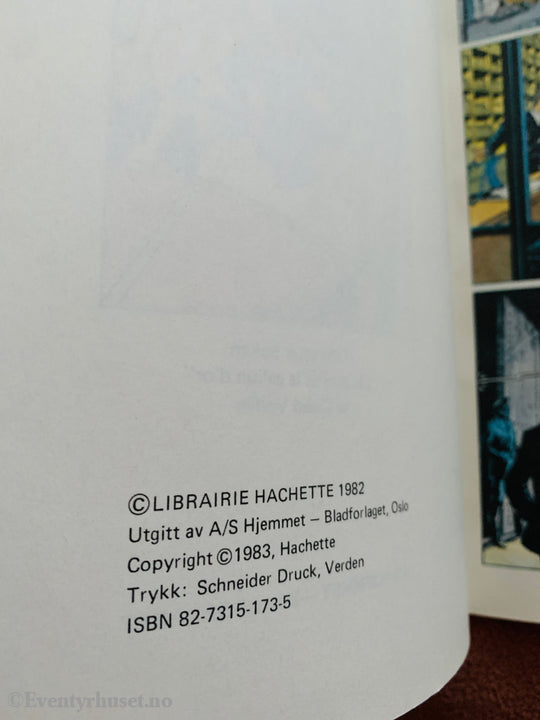 ©LIBRAIRIE HACHETTE 1982
Utgitt av A/S Hjemmet – Bladforlaget, Oslo
Copyright ©1983, Hachette
Trykk: Schneider Druck, Verden
ISBN 82-7315-173-5
©Eventyrhuset.no